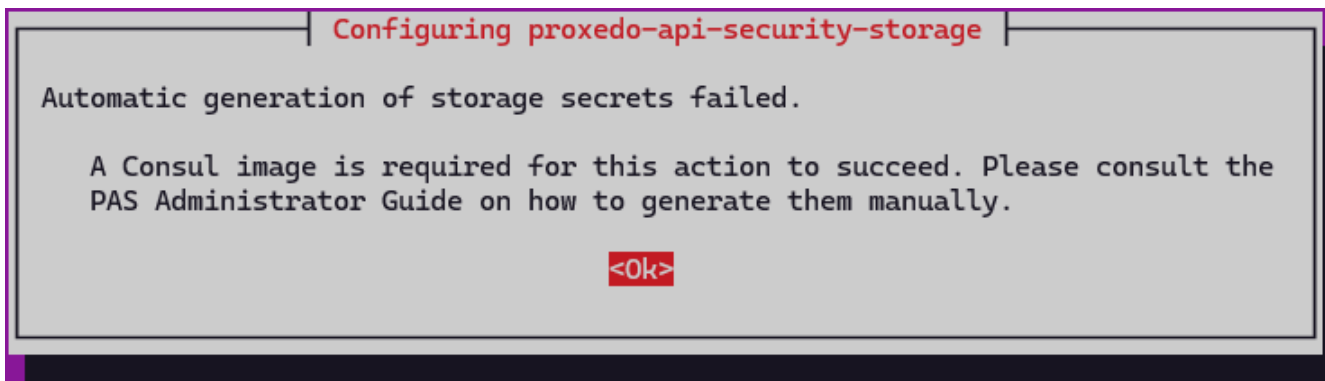 Configuring proxedo-api-security-storage
Automatic generation of storage secrets failed.
A Consul image is required for this action to succeed. Please consult the
PAS Administrator Guide on how to generate them manually.
<Ok>